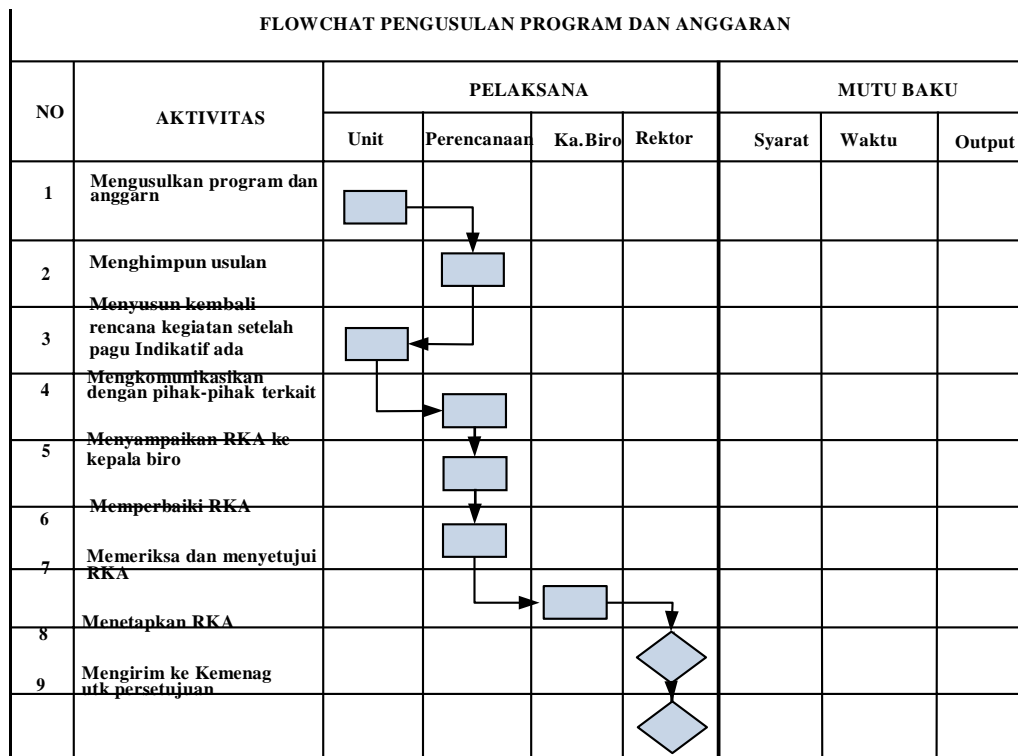 FLOWCHAT PENGUSULAN PROGRAM DAN ANGGARAN
NO
AKTIVITAS
PELAKSANA
MUTU BAKU
Unit
Perencanaan
Ka.Biro
Rektor
Syarat
Waktu
Output
1
Mengusulkan program dan
anggarn
2
Menghimpun usulan
3
Menyusun kembali
rencana kegiatan setelah
pagu Indikatif ada
4
Mengkomunikasikan
dengan pihak-pihak terkait
5
Menyampaikan RKA ke
kepala biro
6
Memperbaiki RKA
7
Memeriksa dan menyetujui
RKA
8
Menetapkan RKA
9
Mengirim ke Kemenag
utk persetujuan